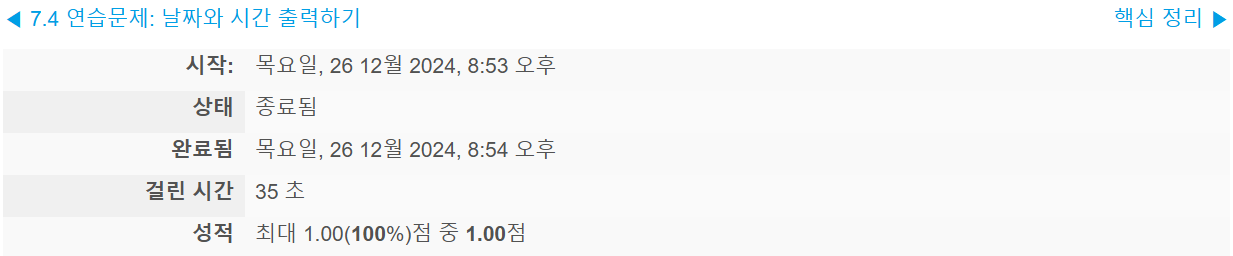 ◀ 7.4 연습문제: 날짜와 시간 출력하기 핵심 정리 ▶
시작: 목요일, 26 12월 2024, 8:53 오후
상태 종료됨
완료됨 목요일, 26 12월 2024, 8:54 오후
걸린 시간 35 초
성적 최대 1.00(100%)점 중 1.00점